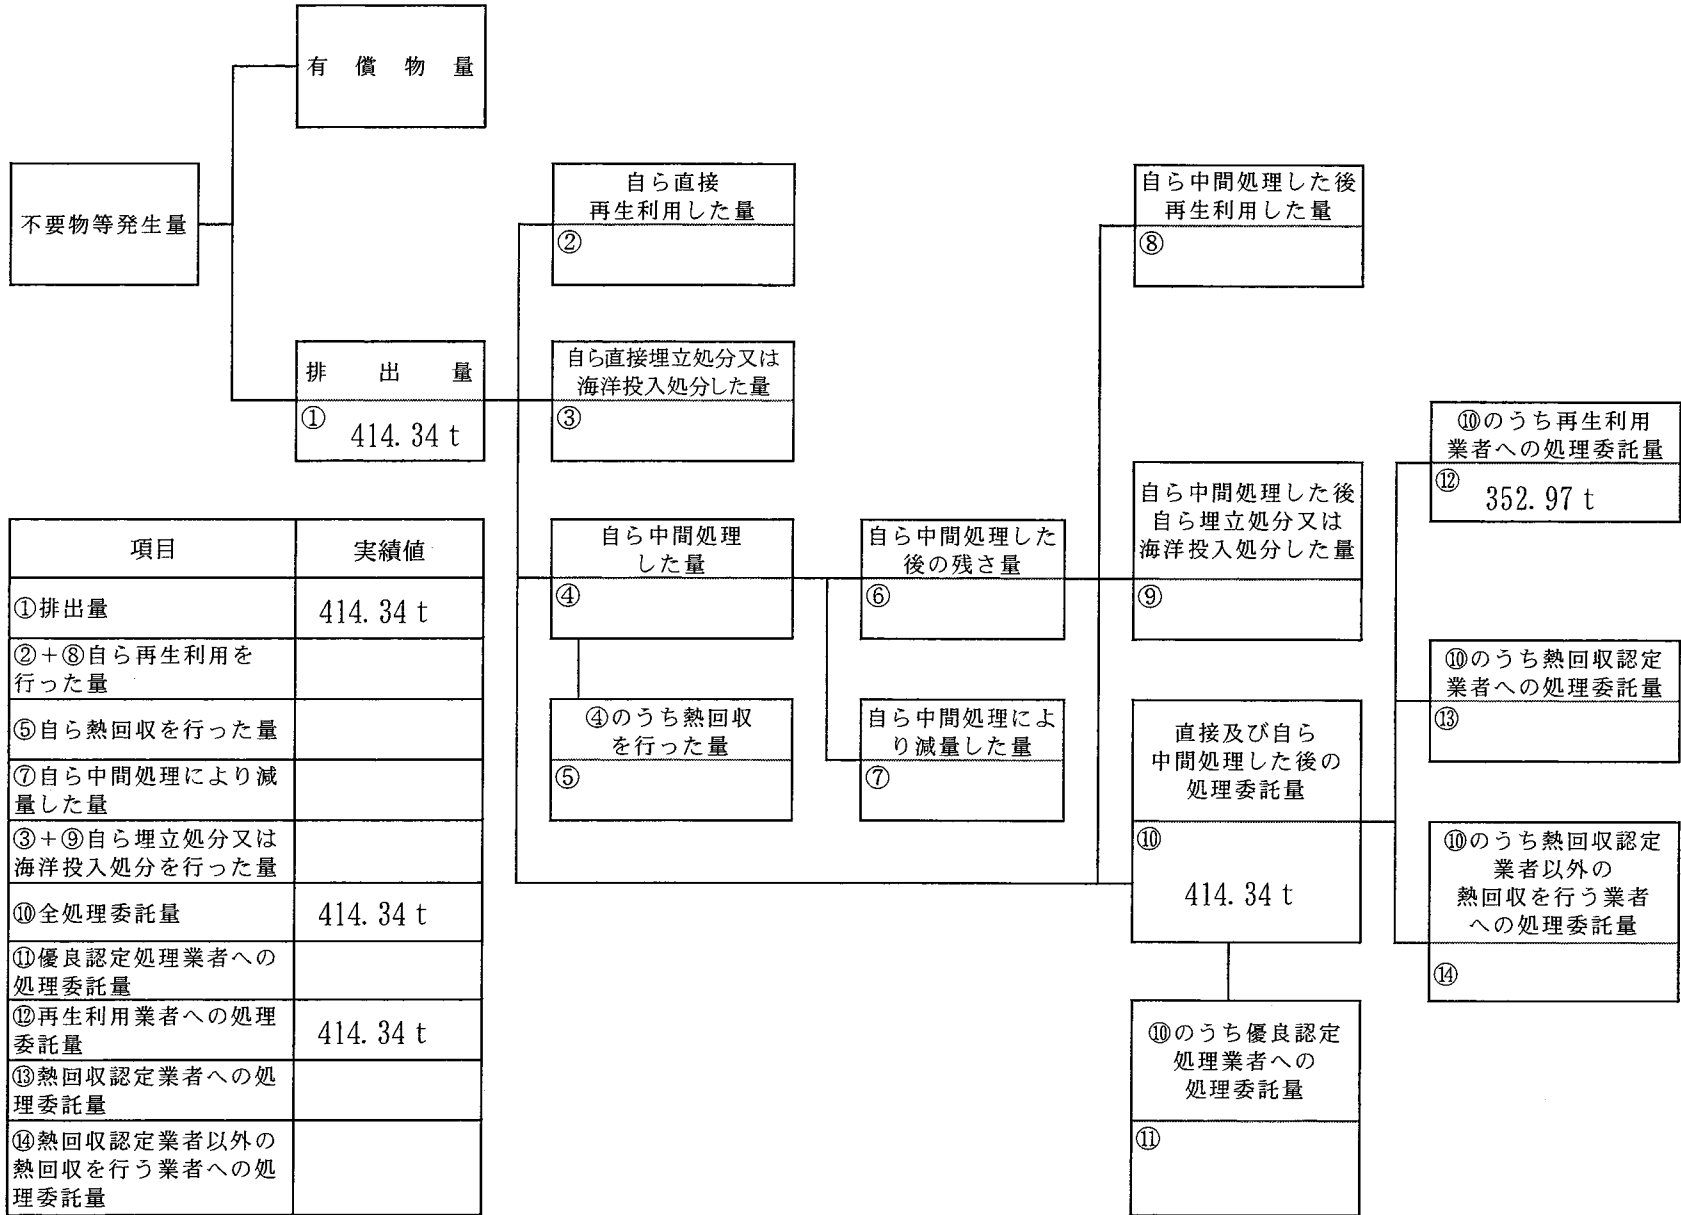 有償物量
不要物等発生量
排出量
① 414.34 t
自ら直接
再生利用した量
②
自ら直接埋立処分又は
海洋投入処分した量
③
自ら中間処理
した量
④
④のうち熱回収
を行った量
⑤
自ら中間処理した
後の残さ量
⑥
自ら中間処理によ
り減量した量
⑦
自ら中間処理した後
再生利用した量
⑧
自ら中間処理した後
自ら埋立処分又は
海洋投入処分した量
⑨
直接及び自ら
中間処理した後の
処理委託量
⑩
414.34 t
⑩のうち優良認定
処理業者への
処理委託量
⑪
⑩のうち再生利用
業者への処理委託量
⑫ 352.97 t
⑩のうち熱回収認定
業者への処理委託量
⑬
⑩のうち熱回収認定
業者以外の
熱回収を行う業者
への処理委託量
⑭
項目 実績値
①排出量 414.34 t
②+⑧自ら再生利用を
行った量
⑤自ら熱回収を行った量
⑦自ら中間処理により減
量した量
③+⑨自ら埋立処分又は
海洋投入処分を行った量
⑩全処理委託量 414.34 t
⑪優良認定処理業者への
処理委託量
⑫再生利用業者への処理
委託量 414.34 t
⑬熱回収認定業者への処
理委託量
⑭熱回収認定業者以外の
熱回収を行う業者への処
理委託量